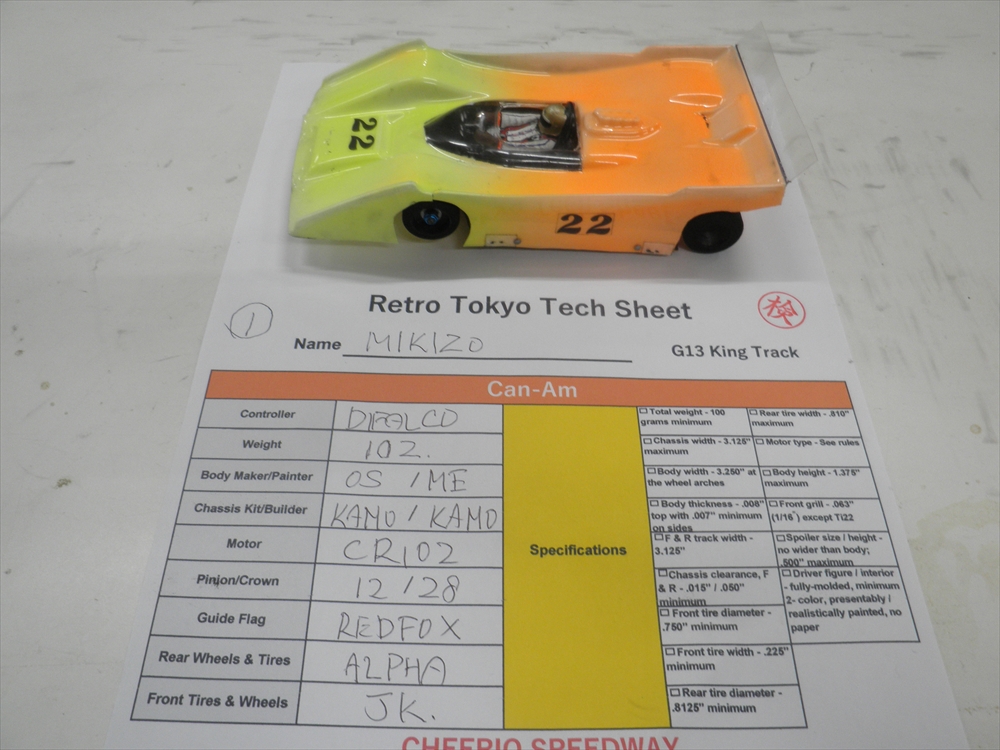 22
22
Retro Tokyo Tech Sheet
1
Name MIKIZO
G13 King Track
Can-Am
Controller DIFALCO
Weight 102.
Body Maker/Painter OS / ME
Chassis Kit/Builder KAMO / KAMO
Motor CR102
Pinion/Crown 12 / 28
Guide Flag REDFOX
Rear Wheels & Tires ALPHA
Front Tires & Wheels JK.
Specifications
Total weight - 100
grams minimum
Rear tire width - .810"
maximum
Chassis width - 3.125"
maximum
Motor type - See rules
Body width - 3.250" at
the wheel arches
Body height - 1.375"
maximum
Body thickness - .008"
top with .007" minimum
on sides
Front grill - .063"
(1/16") except Ti22
F & R track width -
3.125"
Spoiler size / height -
no wider than body;
.500" maximum
Chassis clearance, F
& R - .015" / .050"
minimum
Driver figure / interior
- fully-molded, minimum
2- color, presentably /
realistically painted, no
paper
Front tire diameter -
.750" minimum
Front tire width - .225"
minimum
Rear tire diameter -
.8125" minimum
CHEERIO SPEEDWAY